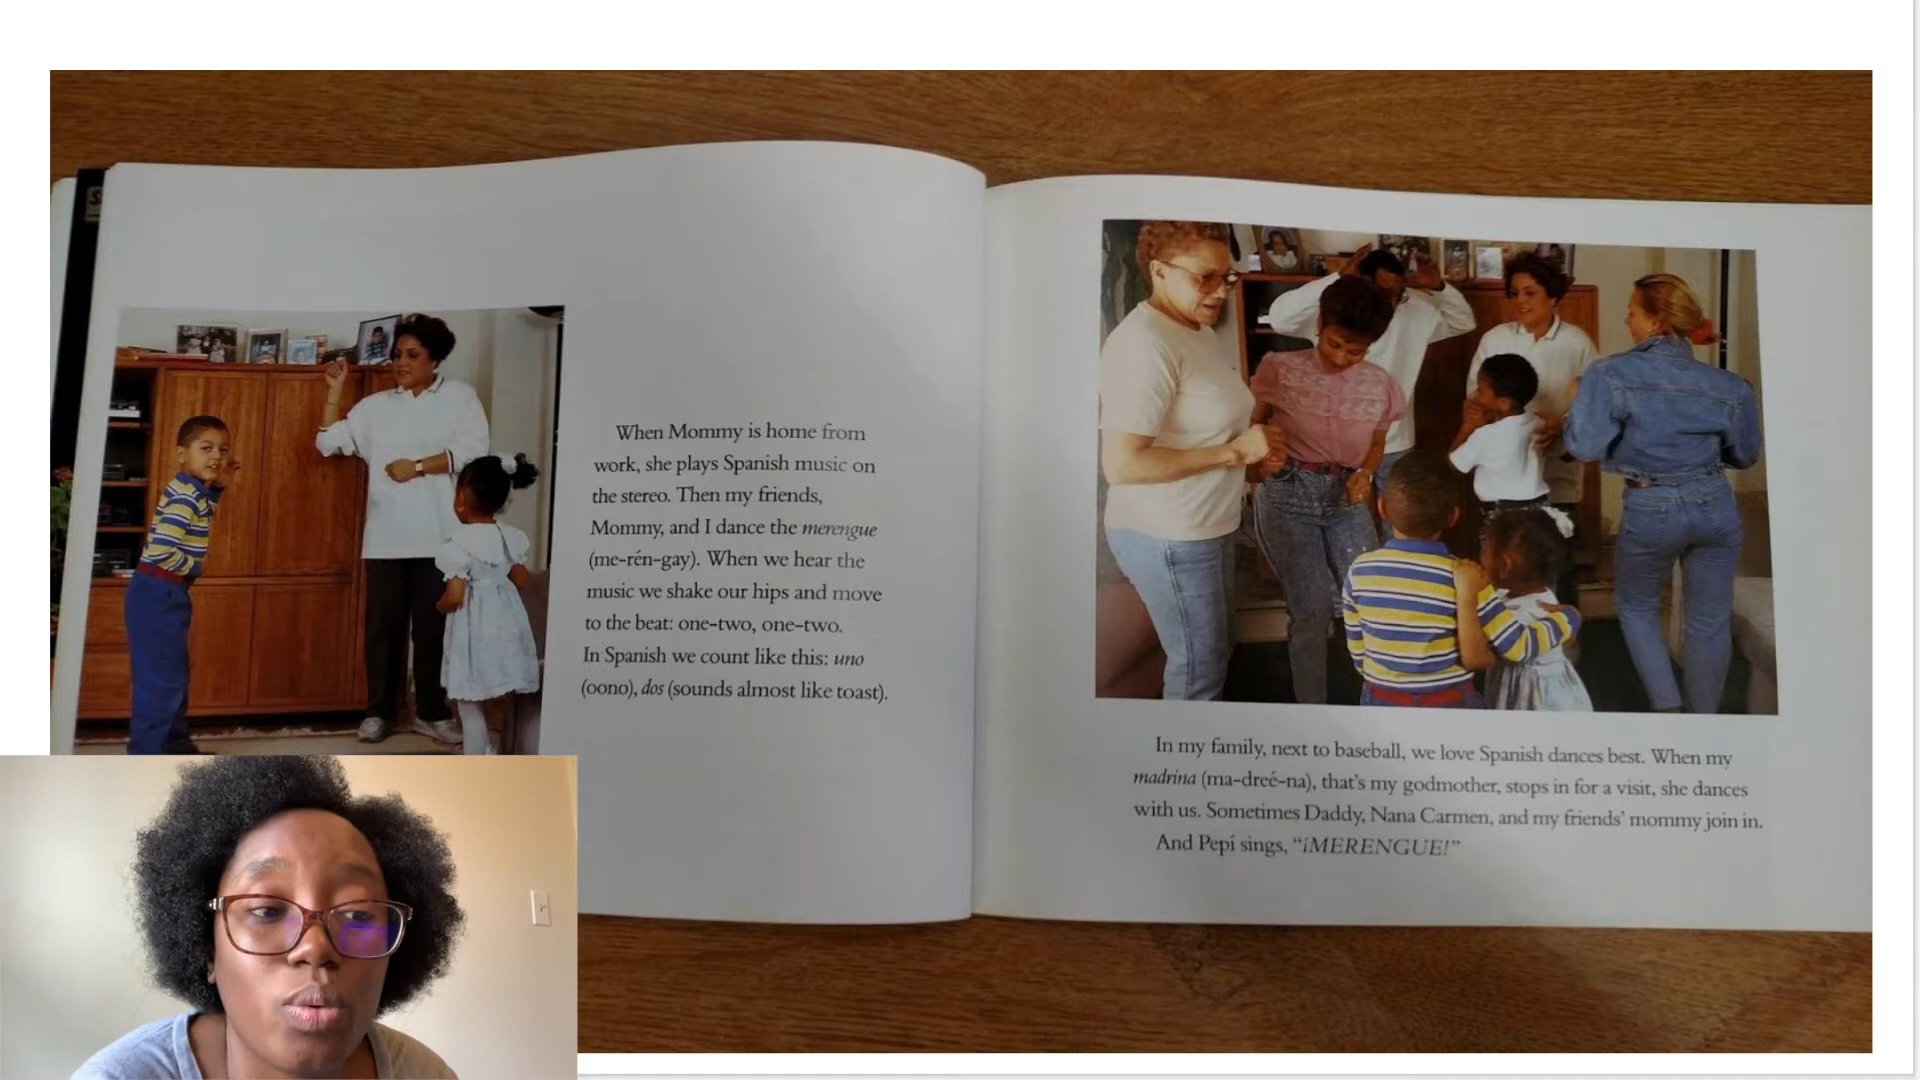 When Mommy is home from
work, she plays Spanish music on
the stereo. Then my friends,
Mommy, and I dance the merengue
(me-rén-gay). When we hear the
music we shake our hips and move
to the beat: one-two, one-two.
In Spanish we count like this: uno
(oono), dos (sounds almost like toast).
In my family, next to baseball, we love Spanish dances best. When my
madrina (ma-dreé-na), that's my godmother, stops in for a visit, she dances
with us. Sometimes Daddy, Nana Carmen, and my friends' mommy join in.
And Pepí sings, “¡MERENGUE!”